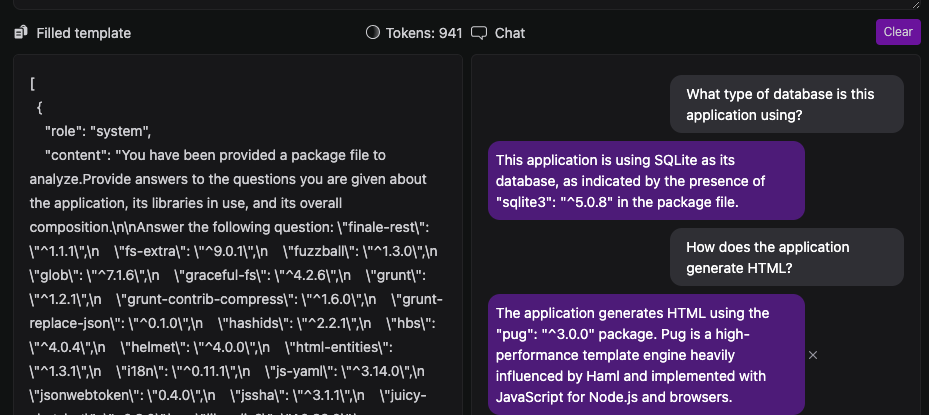 Filled template
Tokens: 941
Chat
Clear
[
{
"role": "system",
"content": "You have been provided a package file to
analyze.Provide answers to the questions you are given about
the application, its libraries in use, and its overall
composition.\n\nAnswer the following question: \"finale-rest\":
\"^1.1.1\",\n    \"fs-extra\": \"^9.0.1\",\n    \"fuzzball\": \"^1.3.0\",\n
\"glob\": \"^7.1.6\",\n    \"graceful-fs\": \"^4.2.6\",\n    \"grunt\":
\"^1.2.1\",\n    \"grunt-contrib-compress\": \"^1.6.0\",\n    \"grunt-
replace-json\": \"^0.1.0\",\n    \"hashids\": \"^2.2.1\",\n    \"hbs\":
\"^4.0.4\",\n    \"helmet\": \"^4.0.0\",\n    \"html-entities\":
\"^1.3.1\",\n    \"i18n\": \"^0.11.1\",\n    \"js-yaml\": \"^3.14.0\",\n
\"jsonwebtoken\": \"0.4.0\",\n    \"jssha\": \"^3.1.1\",\n    \"juicy-
What type of database is this
application using?
This application is using SQLite as its
database, as indicated by the presence of
"sqlite3": "^5.0.8" in the package file.
How does the application
generate HTML?
The application generates HTML using the
"pug": "^3.0.0" package. Pug is a high-
performance template engine heavily
influenced by Haml and implemented with
JavaScript for Node.js and browsers.